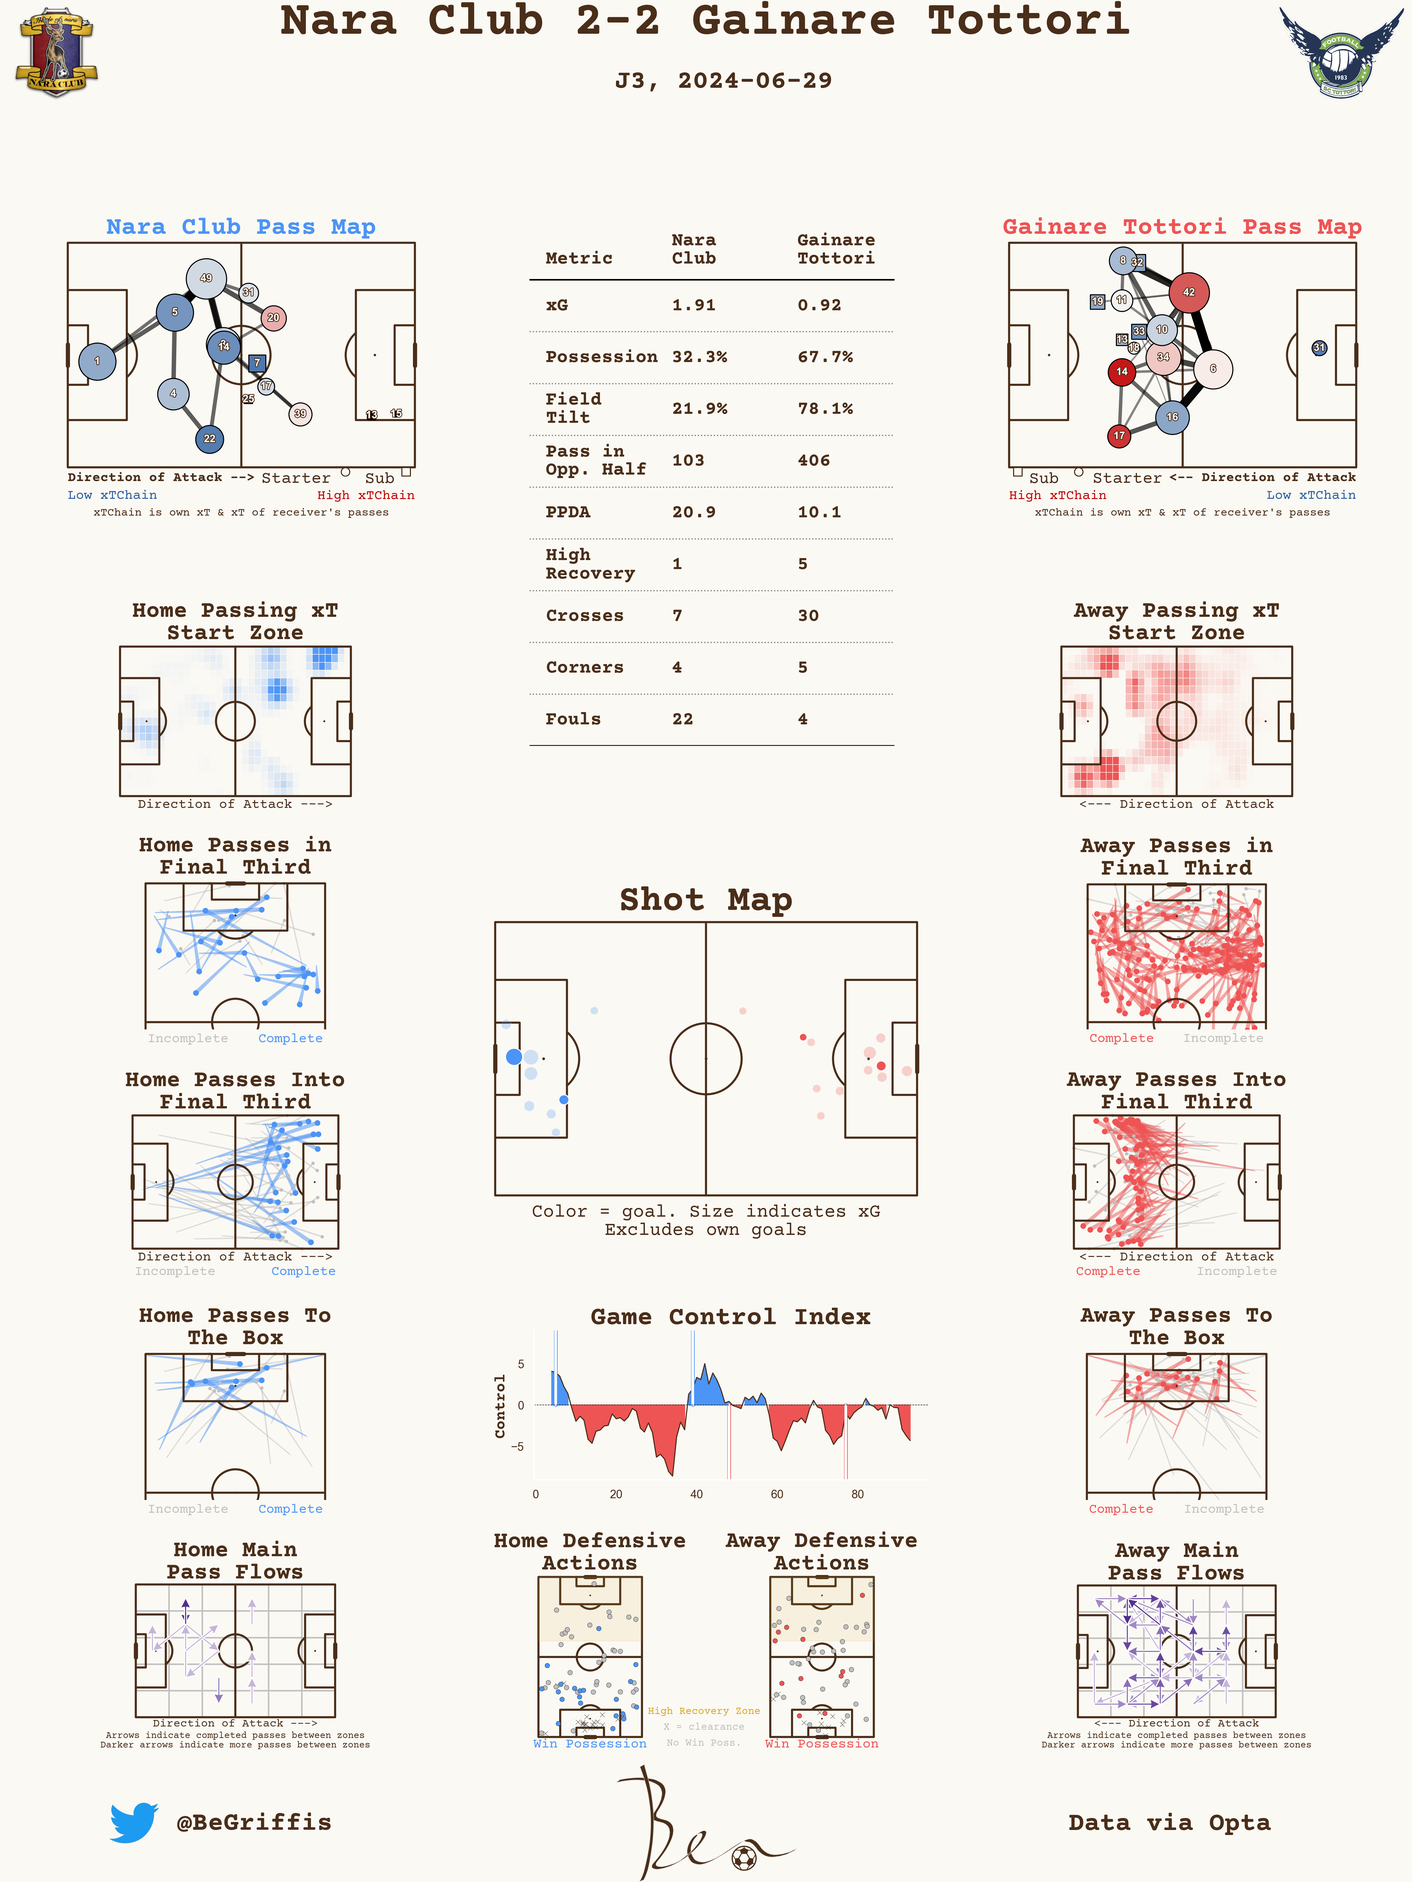 Nara Club 2-2 Gainare Tottori
J3, 2024-06-29
Made of nara
NARA CLUB
FOOTBALL
1983
S.C. TOTTORI
Nara Club Pass Map
49
31
5
20
14
1
7
17
4
25
39
13
15
22
Direction of Attack --> Starter Sub
Low xTChain High xTChain
xTChain is own xT & xT of receiver's passes
Metric Nara Club Gainare Tottori
xG 1.91 0.92
Possession 32.3% 67.7%
Field Tilt 21.9% 78.1%
Pass in Opp. Half 103 406
PPDA 20.9 10.1
High Recovery 1 5
Crosses 7 30
Corners 4 5
Fouls 22 4
Gainare Tottori Pass Map
8
32
42
19
11
10
33
13
18
34
31
14
6
16
17
Sub Starter <-- Direction of Attack
High xTChain Low xTChain
xTChain is own xT & xT of receiver's passes
Home Passing xT
Start Zone
Direction of Attack --->
Away Passing xT
Start Zone
<--- Direction of Attack
Home Passes in
Final Third
Incomplete Complete
Away Passes in
Final Third
Complete Incomplete
Shot Map
Color = goal. Size indicates xG
Excludes own goals
Home Passes Into
Final Third
Direction of Attack --->
Incomplete Complete
Away Passes Into
Final Third
<--- Direction of Attack
Complete Incomplete
Home Passes To
The Box
Incomplete Complete
Game Control Index
Control
5
0
−5
0 20 40 60 80
Away Passes To
The Box
Complete Incomplete
Home Main
Pass Flows
Direction of Attack --->
Arrows indicate completed passes between zones
Darker arrows indicate more passes between zones
Home Defensive
Actions
Win Possession
High Recovery Zone
X = clearance
No Win Poss.
Away Defensive
Actions
Win Possession
Away Main
Pass Flows
<--- Direction of Attack
Arrows indicate completed passes between zones
Darker arrows indicate more passes between zones
@BeGriffis
Ben
Data via Opta